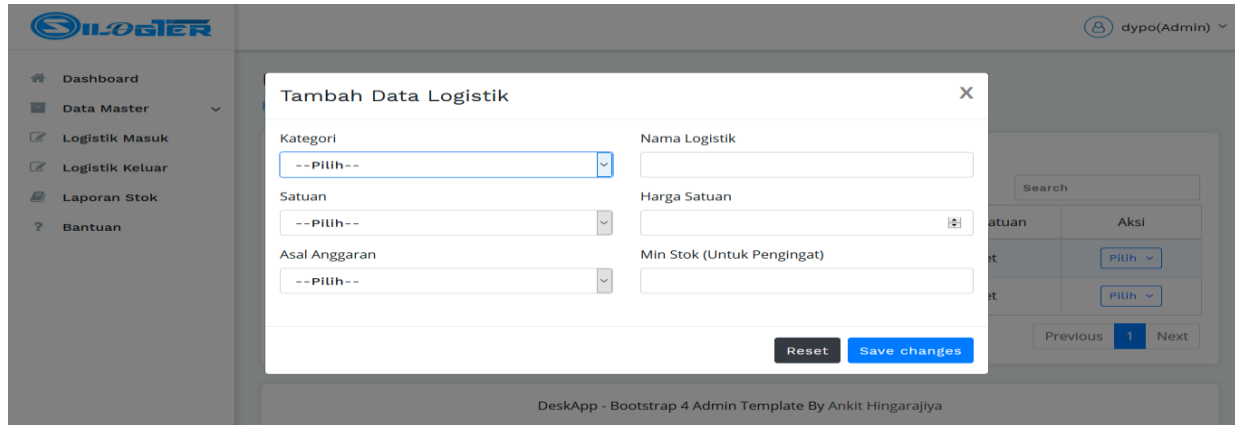 SILOGTER
dypo(Admin)
Dashboard
Data Master
Logistik Masuk
Logistik Keluar
Laporan Stok
Bantuan
Tambah Data Logistik
X
Kategori
Nama Logistik
--Pilih--
Satuan
Harga Satuan
--Pilih--
Asal Anggaran
Min Stok (Untuk Pengingat)
--Pilih--
Reset
Save changes
Search
atuan
Aksi
et
Pilih
et
Pilih
Previous 1 Next
DeskApp - Bootstrap 4 Admin Template By Ankit Hingarajiya